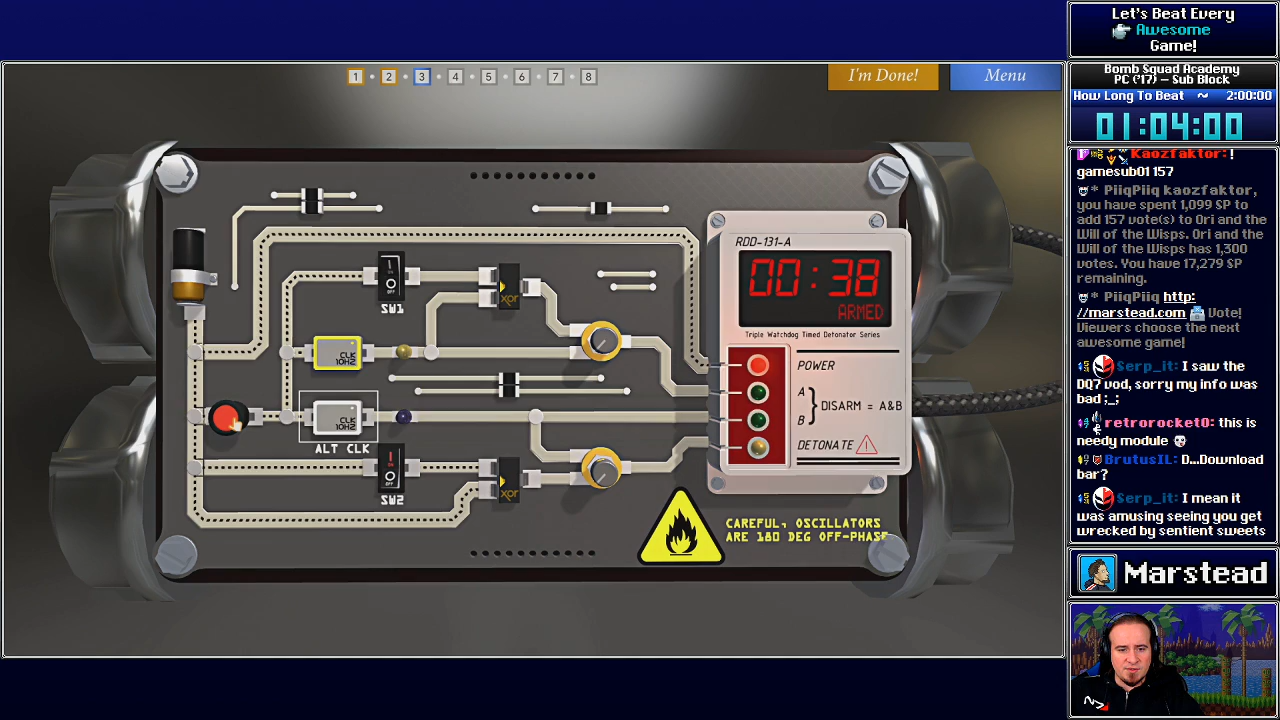 Let's Beat Every
Awesome
Game!
Bomb Squad Academy
PC ('17) – Sub Block
How Long To Beat ~ 2:00:00
01:04:00
1 2 3 4 5 6 7 8
I'm Done!
Menu
RDD-131-A
00:38
ARMED
Triple Watchdog Timed Detonator Series
POWER
A
B
DISARM = A&B
DETONATE
ON
OFF
SW1
xor
CLK
10HZ
CLK
10HZ
ALT CLK
OFF
SW2
xor
CAREFUL, OSCILLATORS
ARE 180 DEG OFF-PHASE
Kaozfaktor: !
gamesub01 157
* PiiqPiiq kaozfaktor,
you have spent 1,099 $P to
add 157 vote(s) to Ori and the
Will of the Wisps. Ori and the
Will of the Wisps has 1,300
votes. You have 17,279 $P
remaining.
* PiiqPiiq http:
//marstead.com Vote!
Viewers choose the next
awesome game!
Serp_it: I saw the
DQ7 vod, sorry my info was
bad ;_;
retrorocket0: this is
needy module
BrutusIL: D...Download
bar?
Serp_it: I mean it
was amusing seeing you get
wrecked by sentient sweets
Marstead